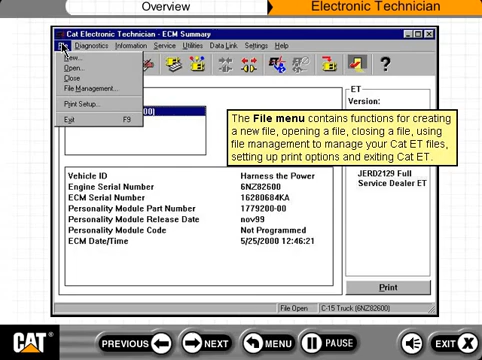 Overview
Electronic Technician
Cat Electronic Technician - ECM Summary
File Diagnostics Information Service Utilities Data Link Settings Help
New...
Open...
Close
File Management...
Print Setup...
Exit F9
ET
Version:
The File menu contains functions for creating
a new file, opening a file, closing a file, using
file management to manage your Cat ET files,
setting up print options and exiting Cat ET.
JERD2129 Full
Service Dealer ET
Vehicle ID Harness the Power
Engine Serial Number 6NZ82600
ECM Serial Number 16280684KA
Personality Module Part Number 1779200-00
Personality Module Release Date nov99
Personality Module Code Not Programmed
ECM Date/Time 5/25/2000 12:46:21
Print
File Open C-15 Truck (6NZ82600)
CAT PREVIOUS NEXT MENU PAUSE EXIT